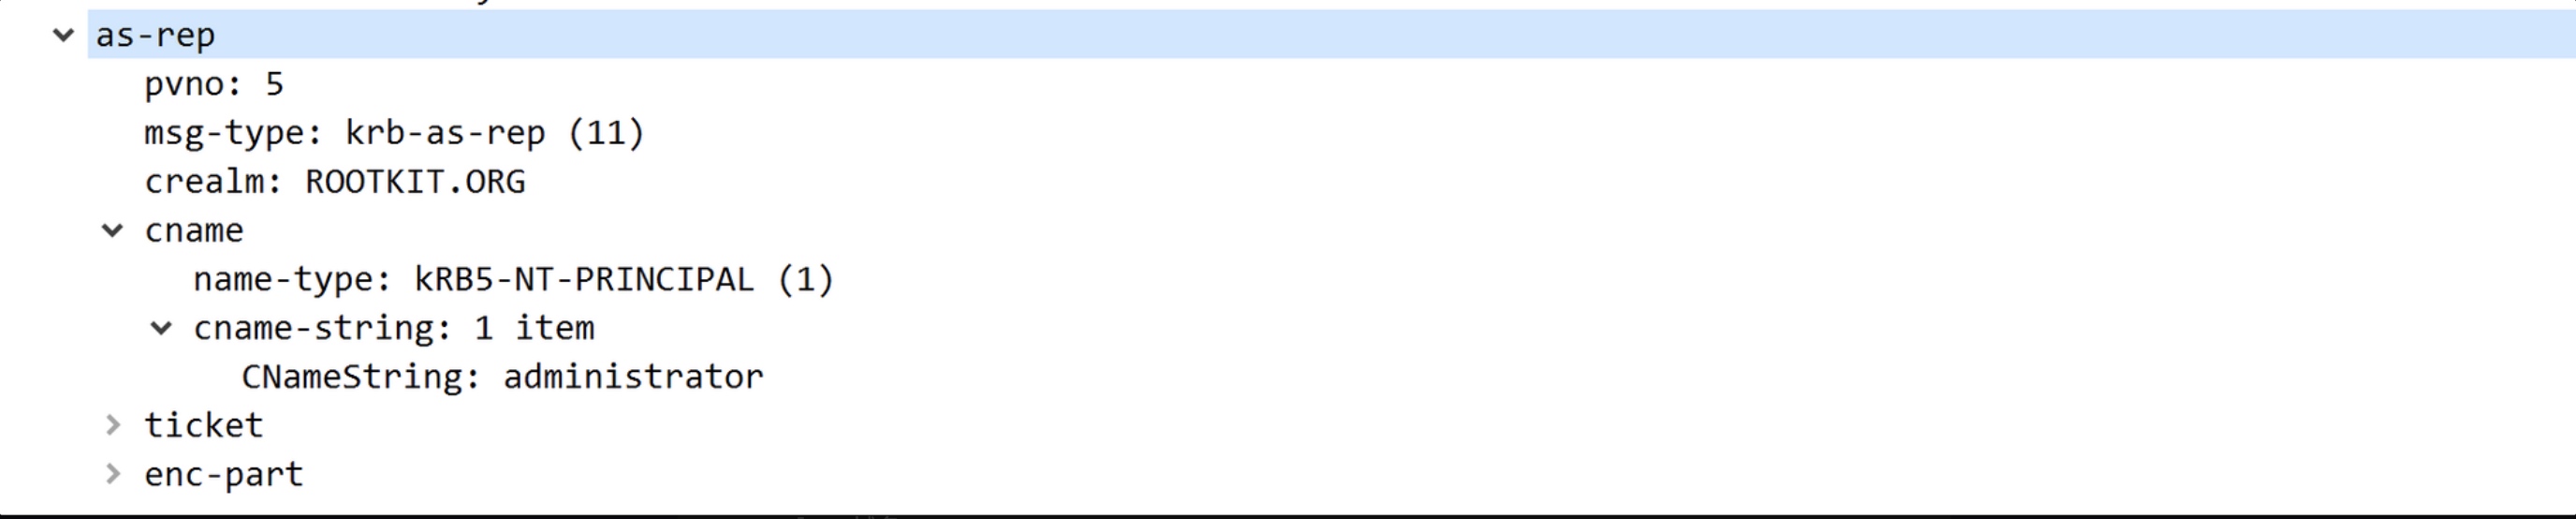 as-rep
pvno: 5
msg-type: krb-as-rep (11)
crealm: ROOTKIT.ORG
cname
name-type: kRB5-NT-PRINCIPAL (1)
cname-string: 1 item
CNameString: administrator
ticket
enc-part